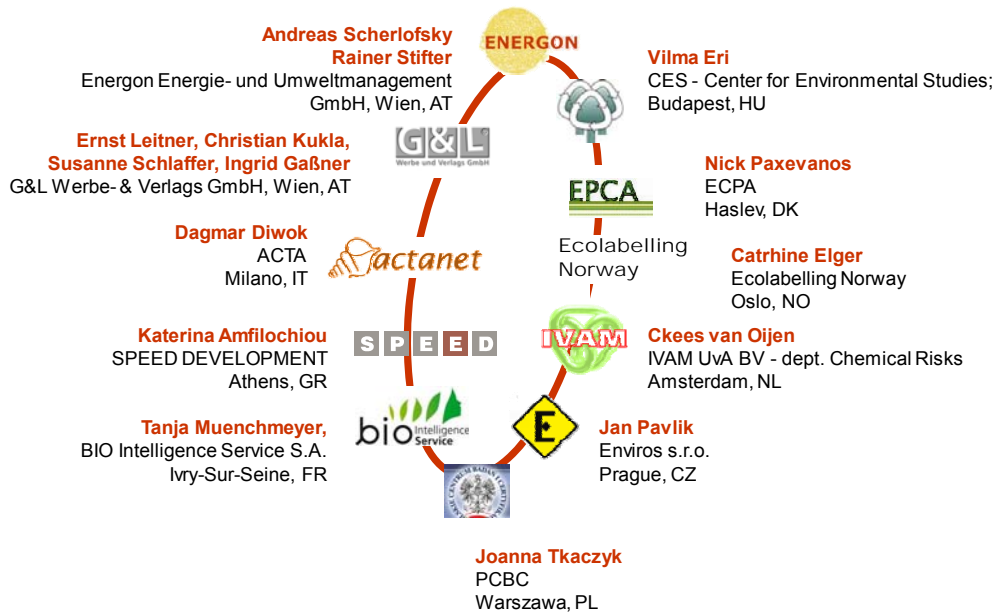 Andreas Scherlofsky
Rainer Stifter
Energon Energie- und Umweltmanagement
GmbH, Wien, AT
ENERGON
Vilma Eri
CES - Center for Environmental Studies;
Budapest, HU
Ernst Leitner, Christian Kukla,
Susanne Schlaffer, Ingrid Gaßner
G&L Werbe- & Verlags GmbH, Wien, AT
G&L
Werbe und Verlags GmbH
EPCA
Nick Paxevanos
ECPA
Haslev, DK
Dagmar Diwok
ACTA
Milano, IT
actanet
Ecolabelling
Norway
Catrhine Elger
Ecolabelling Norway
Oslo, NO
Katerina Amfilochiou
SPEED DEVELOPMENT
Athens, GR
SPEED
IVAM
Ckees van Oijen
IVAM UvA BV - dept. Chemical Risks
Amsterdam, NL
Tanja Muenchmeyer,
BIO Intelligence Service S.A.
Ivry-Sur-Seine, FR
bio Intelligence
Service
E
Jan Pavlik
Enviros s.r.o.
Prague, CZ
CENTRUM BADAŃ
Joanna Tkaczyk
PCBC
Warszawa, PL